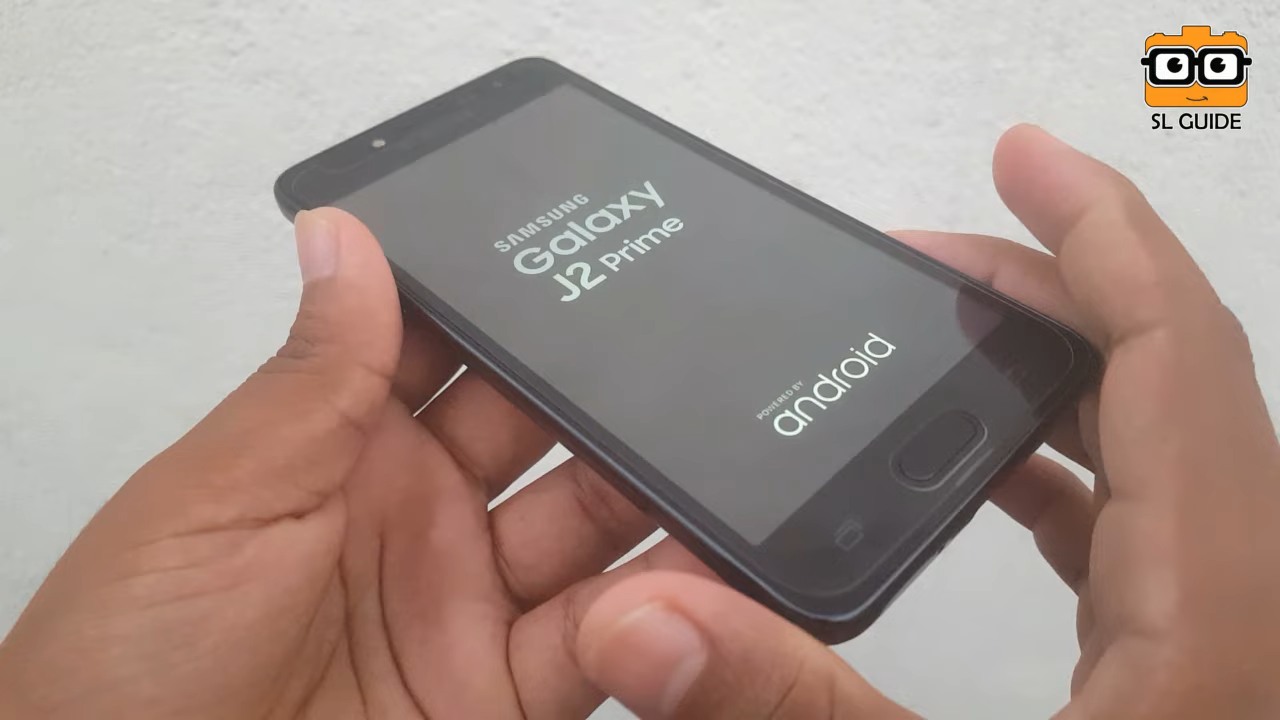 SL GUIDE
SAMSUNG
Galaxy
J2 Prime
POWERED BY
android